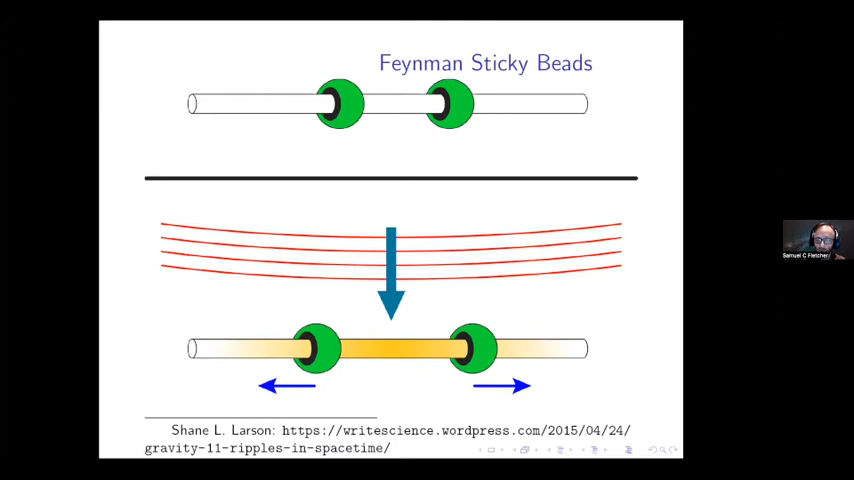 Feynman Sticky Beads
Samuel C Fletcher
Shane L. Larson: https://writescience.wordpress.com/2015/04/24/
gravity-11-ripples-in-spacetime/